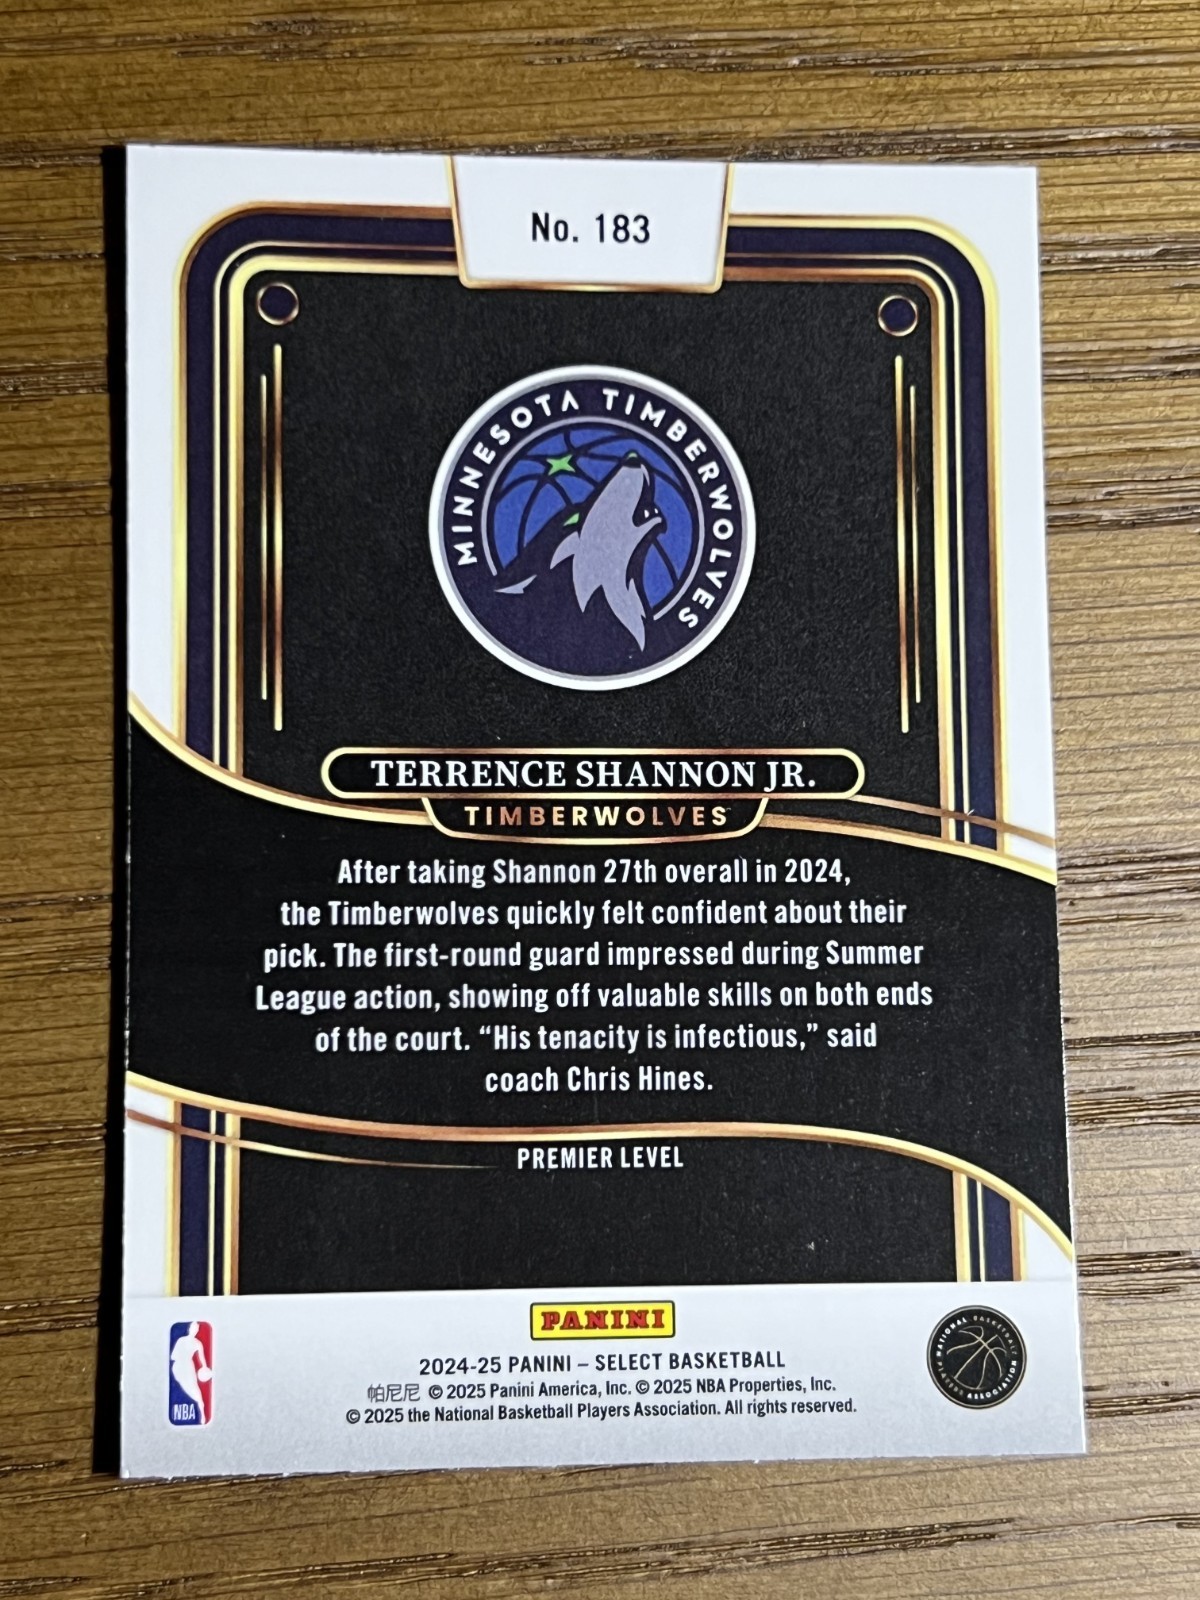 No. 183
MINNESOTA TIMBERWOLVES
TERRENCE SHANNON JR.
TIMBERWOLVES
After taking Shannon 27th overall in 2024,
the Timberwolves quickly felt confident about their
pick. The first-round guard impressed during Summer
League action, showing off valuable skills on both ends
of the court. “His tenacity is infectious,” said
coach Chris Hines.
PREMIER LEVEL
PANINI
2024-25 PANINI – SELECT BASKETBALL
帕尼尼 © 2025 Panini America, Inc. © 2025 NBA Properties, Inc.
© 2025 the National Basketball Players Association. All rights reserved.
NBA
NATIONAL BASKETBALL
PLAYERS ASSOCIATION